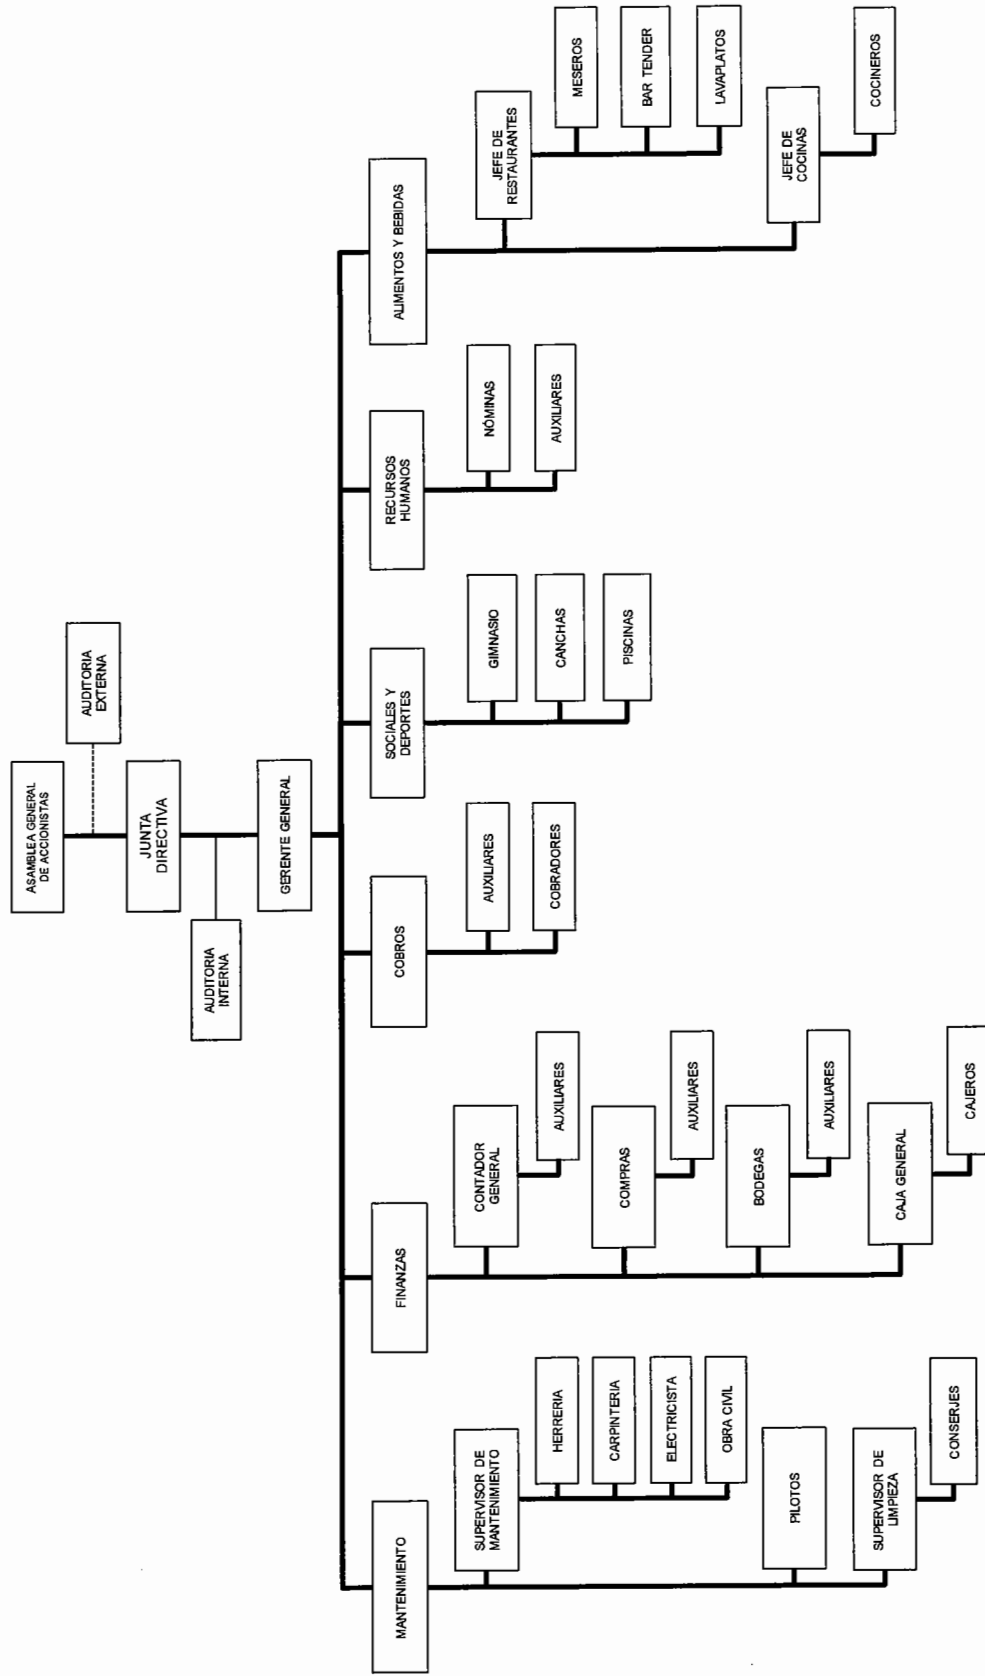 ASAMBLEA GENERAL
DE ACCIONISTAS
AUDITORIA
EXTERNA
JUNTA
DIRECTIVA
AUDITORIA
INTERNA
GERENTE GENERAL
MANTENIMIENTO
SUPERVISOR DE
MANTENIMIENTO
HERRERIA
CARPINTERIA
ELECTRICISTA
OBRA CIVIL
PILOTOS
SUPERVISOR DE
LIMPIEZA
CONSERJES
FINANZAS
CONTADOR
GENERAL
AUXILIARES
COMPRAS
AUXILIARES
BODEGAS
AUXILIARES
CAJA GENERAL
CAJEROS
COBROS
AUXILIARES
COBRADORES
SOCIALES Y
DEPORTES
GIMNASIO
CANCHAS
PISCINAS
RECURSOS
HUMANOS
NÓMINAS
AUXILIARES
ALIMENTOS Y BEBIDAS
JEFE DE
RESTAURANTES
MESEROS
BAR TENDER
LAVAPLATOS
JEFE DE
COCINAS
COCINEROS